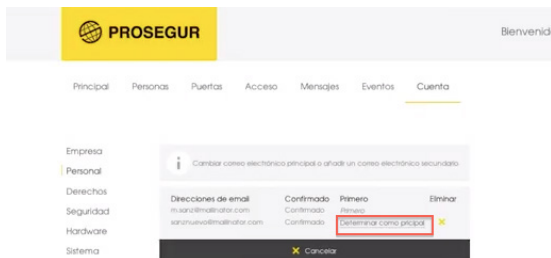 PROSEGUR
Bienvenid
Principal Personas Puertas Acceso Mensajes Eventos Cuenta
Empresa
Personal
Derechos
Seguridad
Hardware
Sistema
i Cambiar correo electrónico principal o añadir un correo electrónico secundario
Direcciones de email Confirmado Primero Eliminar
m.sanz@mailinator.com Confirmado Primero
sanznuevo@mailinator.com Confirmado Determinar como pricipal
Cancelar